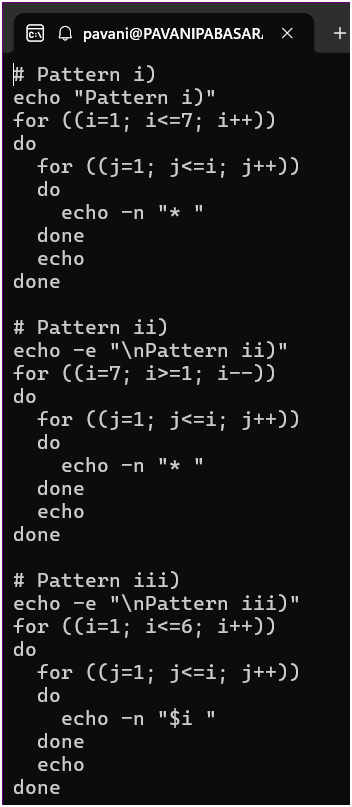 pavani@PAVANIPABASAR
# Pattern i)
echo "Pattern i)"
for ((i=1; i<=7; i++))
do
  for ((j=1; j<=i; j++))
  do
    echo -n "* "
  done
  echo
done

# Pattern ii)
echo -e "\nPattern ii)"
for ((i=7; i>=1; i--))
do
  for ((j=1; j<=i; j++))
  do
    echo -n "* "
  done
  echo
done

# Pattern iii)
echo -e "\nPattern iii)"
for ((i=1; i<=6; i++))
do
  for ((j=1; j<=i; j++))
  do
    echo -n "$i "
  done
  echo
done